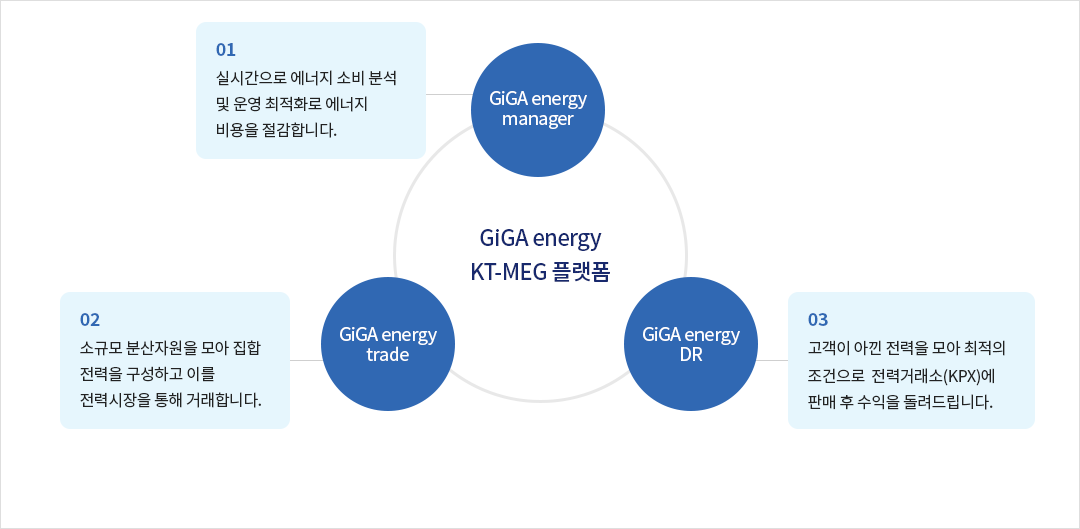 01
실시간으로 에너지 소비 분석
및 운영 최적화로 에너지
비용을 절감합니다.
GiGA energy
manager
GiGA energy
KT-MEG 플랫폼
02
소규모 분산자원을 모아 집합
전력을 구성하고 이를
전력시장을 통해 거래합니다.
GiGA energy
trade
GiGA energy
DR
03
고객이 아낀 전력을 모아 최적의
조건으로 전력거래소(KPX)에
판매 후 수익을 돌려드립니다.